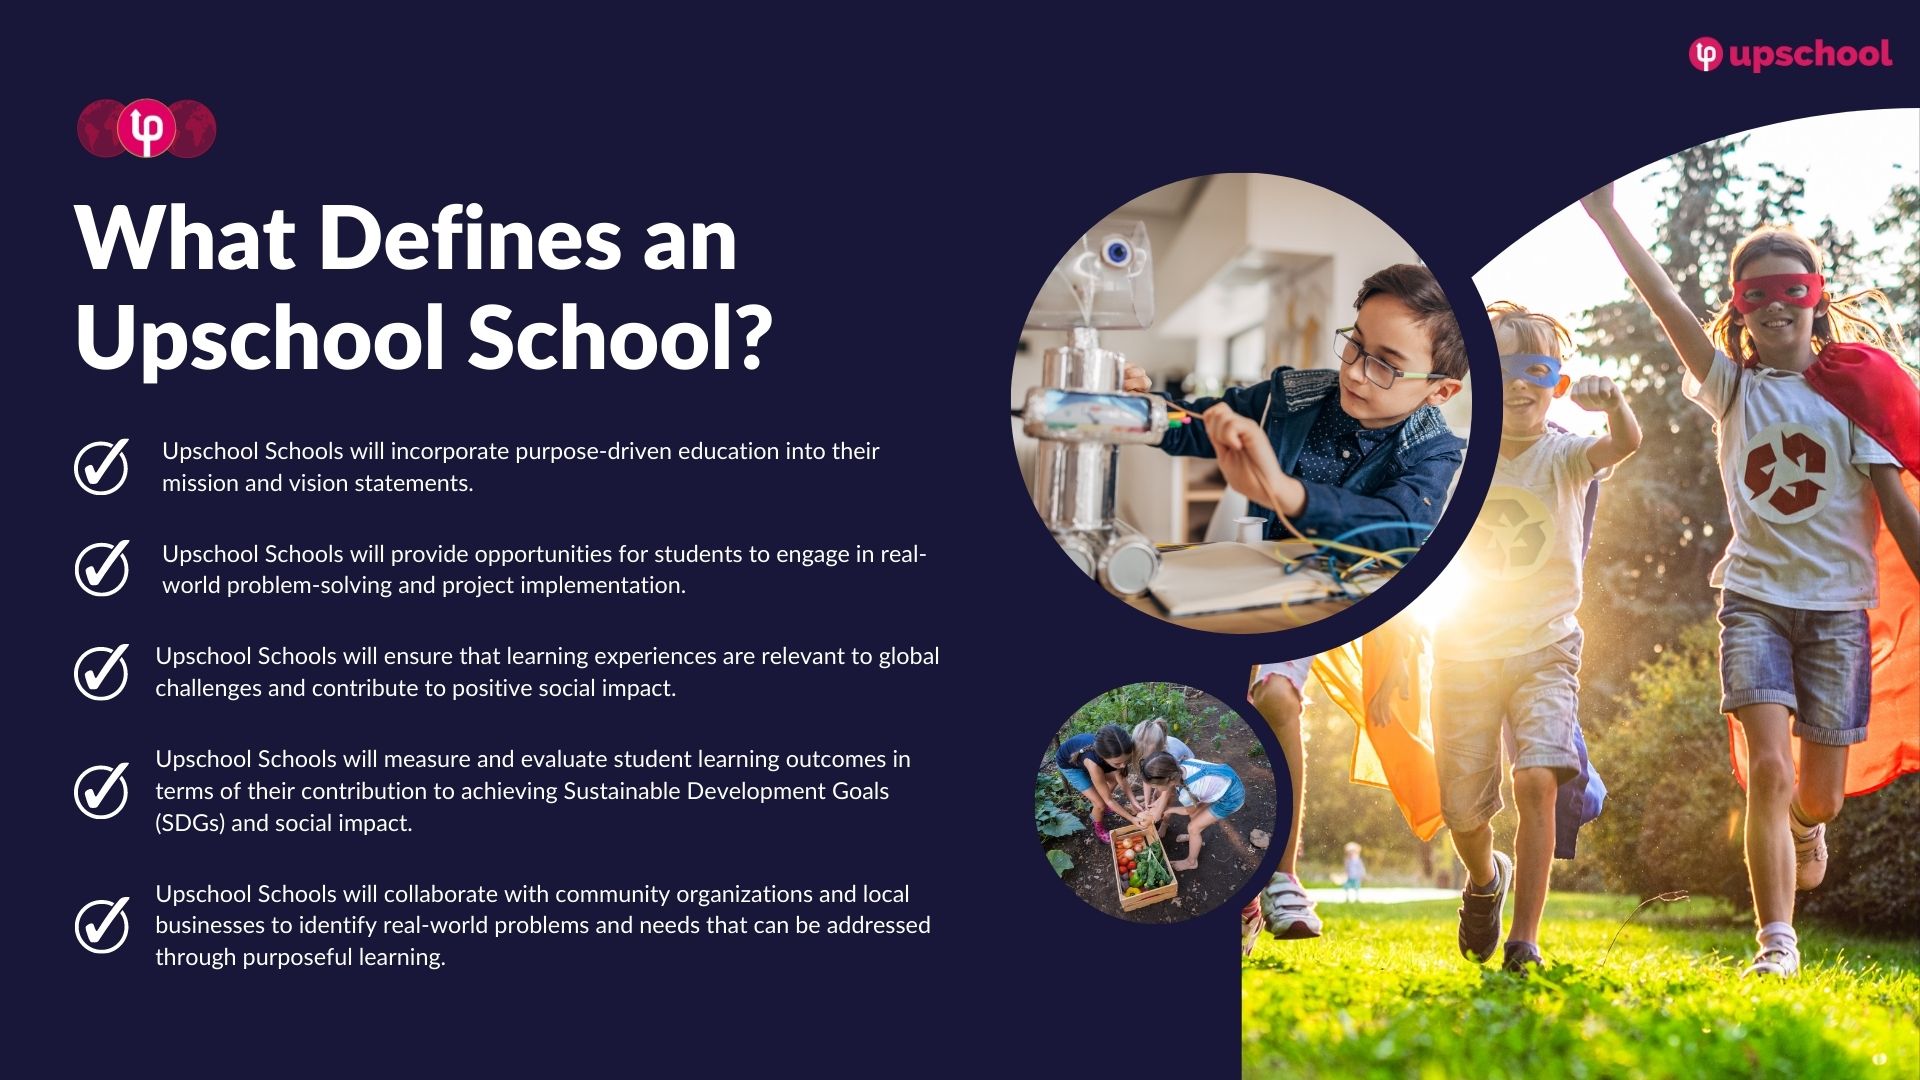 upschool
What Defines an
Upschool School?
Upschool Schools will incorporate purpose-driven education into their
mission and vision statements.
Upschool Schools will provide opportunities for students to engage in real-
world problem-solving and project implementation.
Upschool Schools will ensure that learning experiences are relevant to global
challenges and contribute to positive social impact.
Upschool Schools will measure and evaluate student learning outcomes in
terms of their contribution to achieving Sustainable Development Goals
(SDGs) and social impact.
Upschool Schools will collaborate with community organizations and local
businesses to identify real-world problems and needs that can be addressed
through purposeful learning.